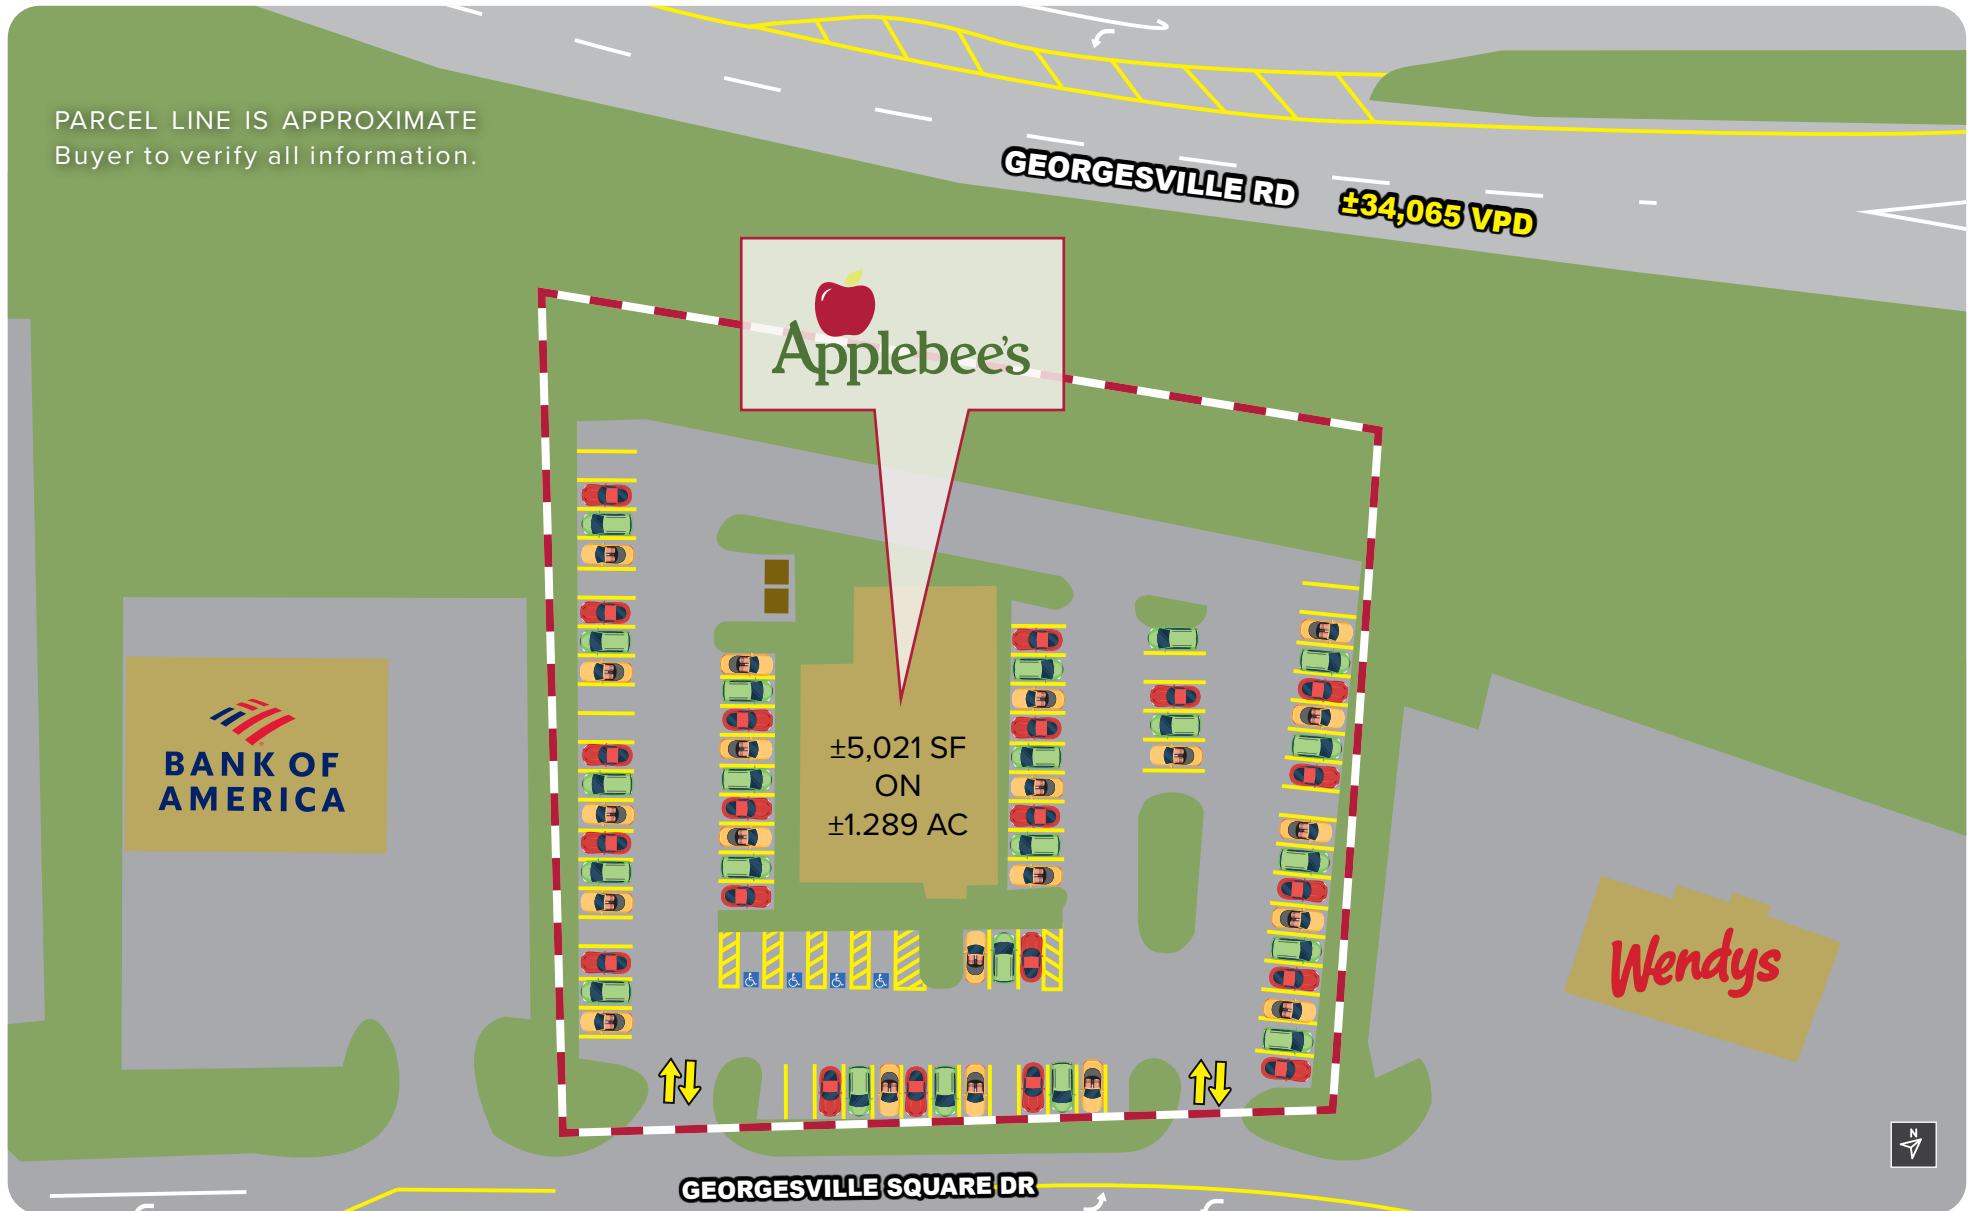 PARCEL LINE IS APPROXIMATE
Buyer to verify all information.
GEORGESVILLE RD
±34,065 VPD
Applebee's
±5,021 SF
ON
±1.289 AC
BANK OF
AMERICA
Wendys
N
GEORGESVILLE SQUARE DR